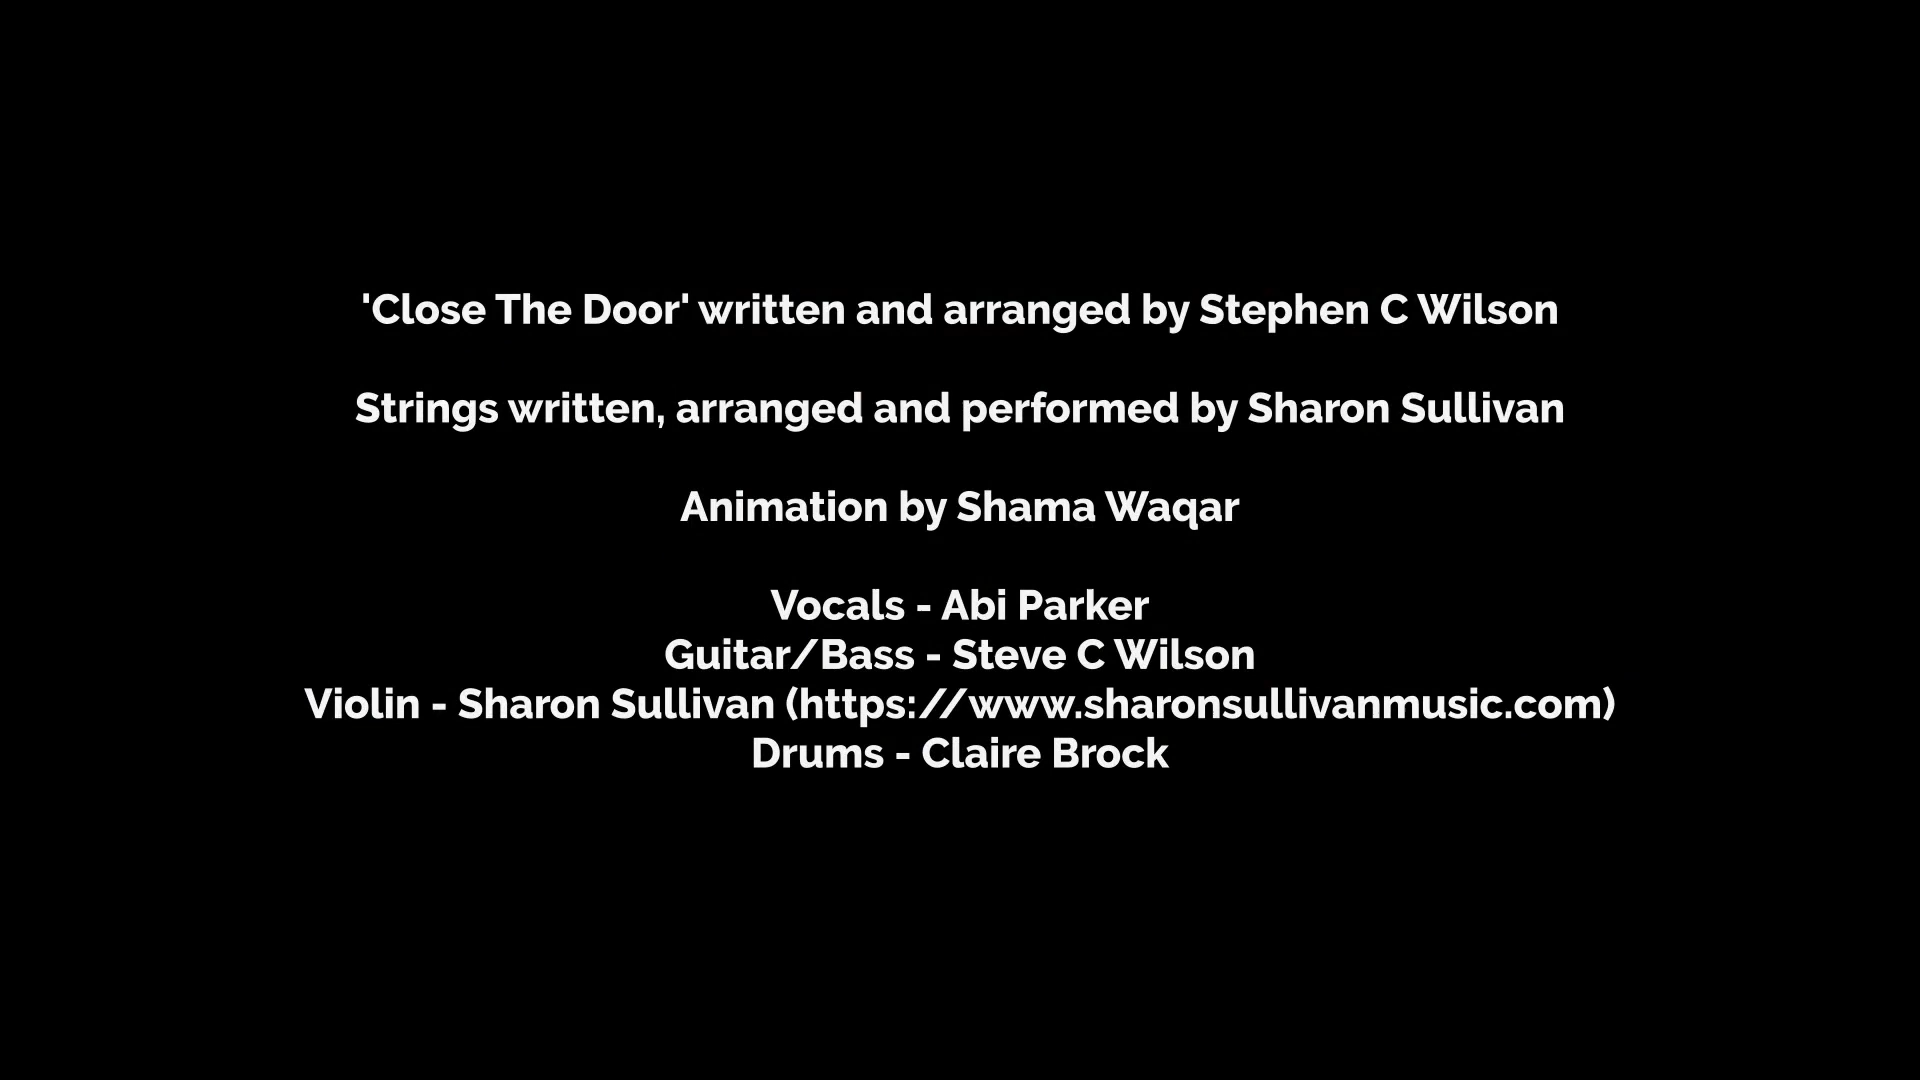 'Close The Door' written and arranged by Stephen C Wilson
Strings written, arranged and performed by Sharon Sullivan
Animation by Shama Waqar
Vocals - Abi Parker
Guitar/Bass - Steve C Wilson
Violin - Sharon Sullivan (https://www.sharonsullivanmusic.com)
Drums - Claire Brock